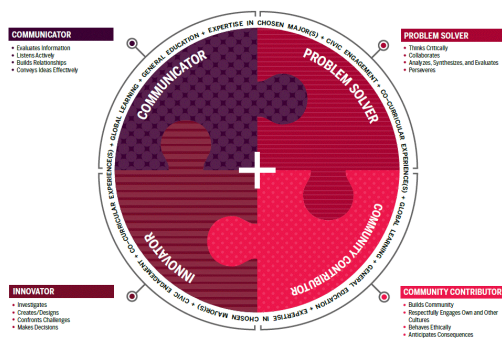 COMMUNICATOR
• Evaluates Information
• Listens Actively
• Builds Relationships
• Conveys Ideas Effectively
PROBLEM SOLVER
• Thinks Critically
• Collaborates
• Analyzes, Synthesizes, and Evaluates
• Perseveres
GLOBAL LEARNING + GENERAL EDUCATION + EXPERTISE IN CHOSEN MAJOR(S) + CIVIC ENGAGEMENT + CO-CURRICULAR EXPERIENCE(S) + GLOBAL LEARNING + GENERAL EDUCATION + EXPERTISE IN CHOSEN MAJOR(S) + CIVIC ENGAGEMENT + CO-CURRICULAR EXPERIENCE(S) +
COMMUNICATOR
PROBLEM SOLVER
INNOVATOR
COMMUNITY CONTRIBUTOR
INNOVATOR
• Investigates
• Creates/Designs
• Confronts Challenges
• Makes Decisions
COMMUNITY CONTRIBUTOR
• Builds Community
• Respectfully Engages Own and Other
Cultures
• Behaves Ethically
• Anticipates Consequences